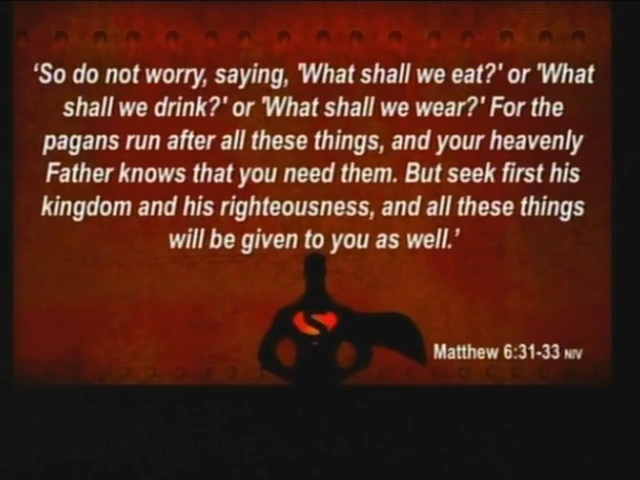 ‘So do not worry, saying, 'What shall we eat?' or 'What
shall we drink?' or 'What shall we wear?' For the
pagans run after all these things, and your heavenly
Father knows that you need them. But seek first his
kingdom and his righteousness, and all these things
will be given to you as well.’
S
Matthew 6:31-33 NIV